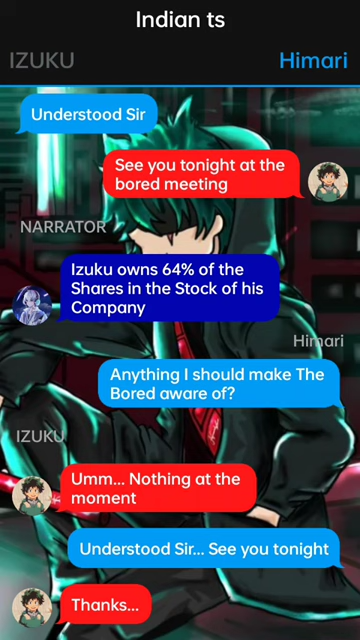 Indian ts
IZUKU
Himari
Understood Sir
See you tonight at the
bored meeting
NARRATOR
Izuku owns 64% of the
Shares in the Stock of his
Company
Himari
Anything I should make The
Bored aware of?
IZUKU
Umm... Nothing at the
moment
Understood Sir... See you tonight
Thanks...